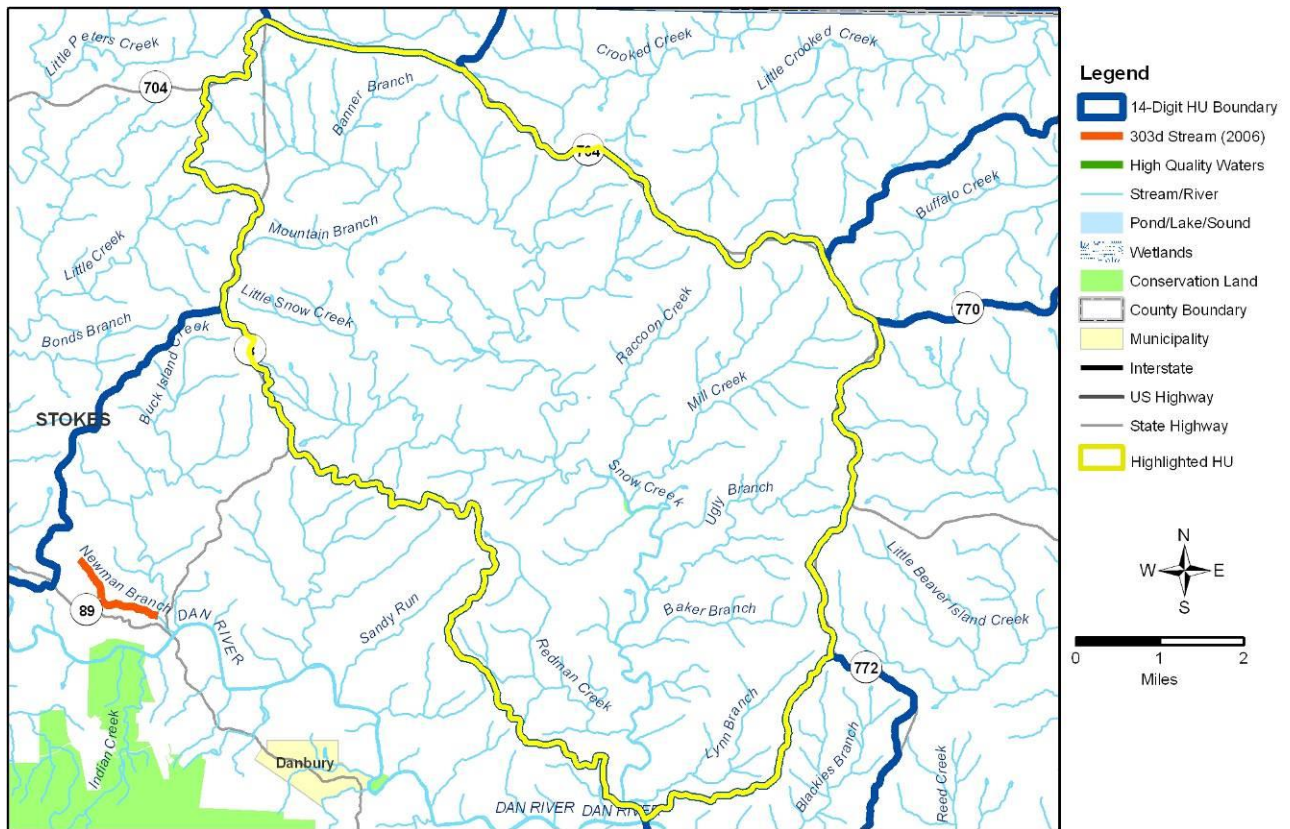 Little Peters Creek
704
Banner Branch
Crooked Creek
Little Crooked Creek
704
Buffalo Creek
Mountain Branch
Little Creek
Little Snow Creek
Bonds Branch
Buck Island Creek
Raccoon Creek
770
Mill Creek
STOKES
Snow Creek
Ugly Branch
Newman Branch
89
DAN RIVER
Sandy Run
Baker Branch
Little Beaver Island Creek
Redman Creek
772
Lynn Branch
Indian Creek
Danbury
Blackies Branch
Reed Creek
DAN RIVER
DAN RIVER
Legend
14-Digit HU Boundary
303d Stream (2006)
High Quality Waters
Stream/River
Pond/Lake/Sound
Wetlands
Conservation Land
County Boundary
Municipality
Interstate
US Highway
State Highway
Highlighted HU
N
W E
S
0 1 2
Miles